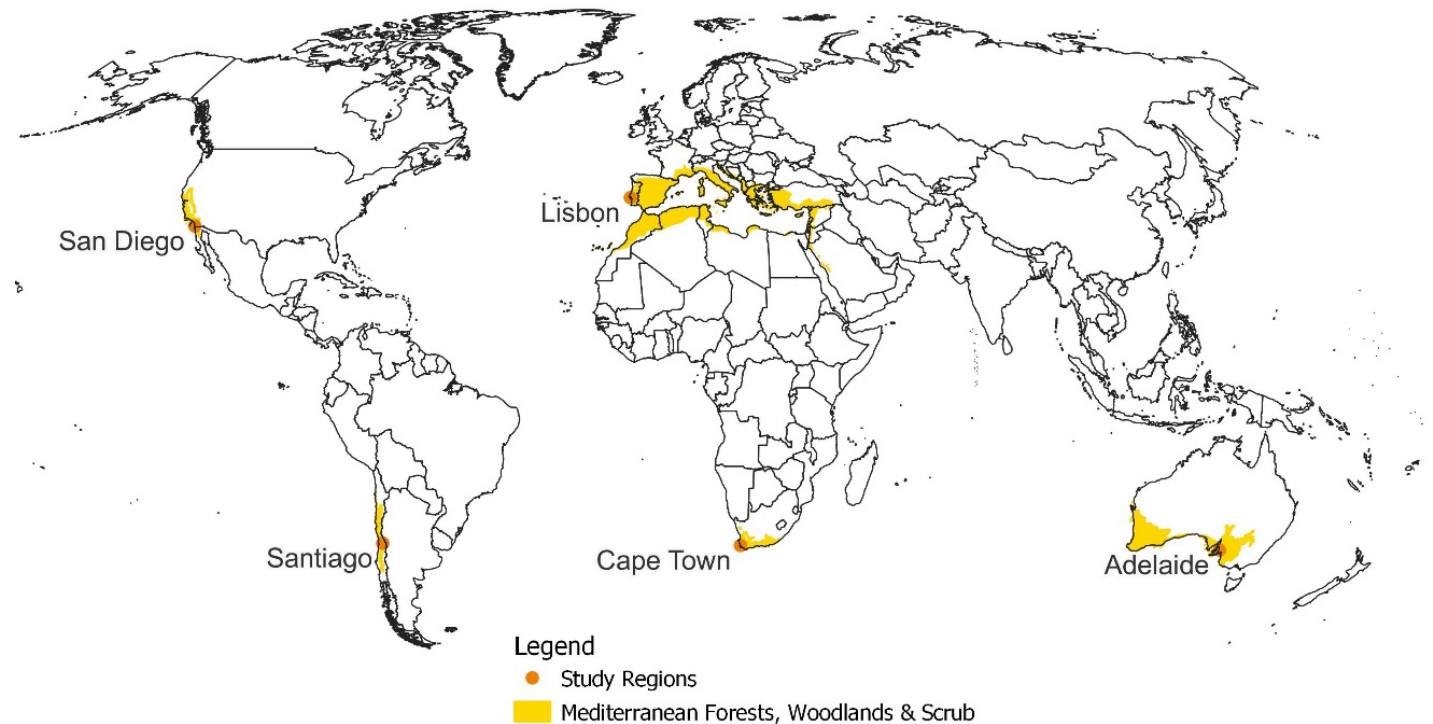 Lisbon
San Diego
Santiago
Cape Town
Adelaide
Legend
Study Regions
Mediterranean Forests, Woodlands & Scrub